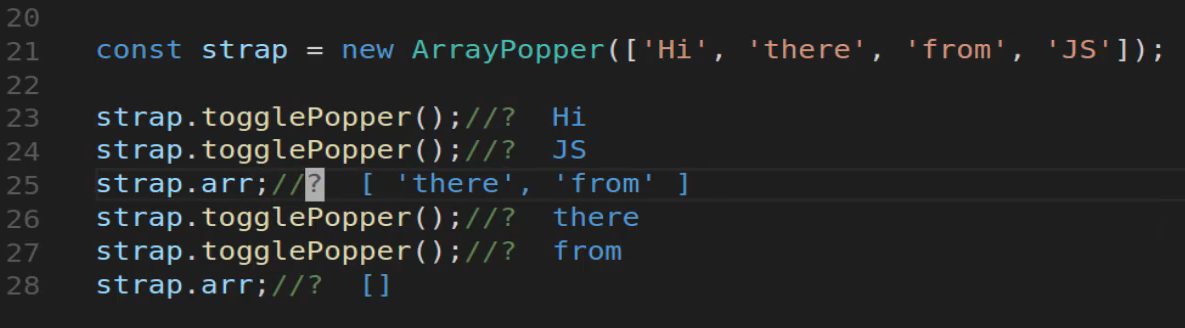 20
21 const strap = new ArrayPopper(['Hi', 'there', 'from', 'JS']);
22
23 strap.togglePopper();//? Hi
24 strap.togglePopper();//? JS
25 strap.arr;//? [ 'there', 'from' ]
26 strap.togglePopper();//? there
27 strap.togglePopper();//? from
28 strap.arr;//? []